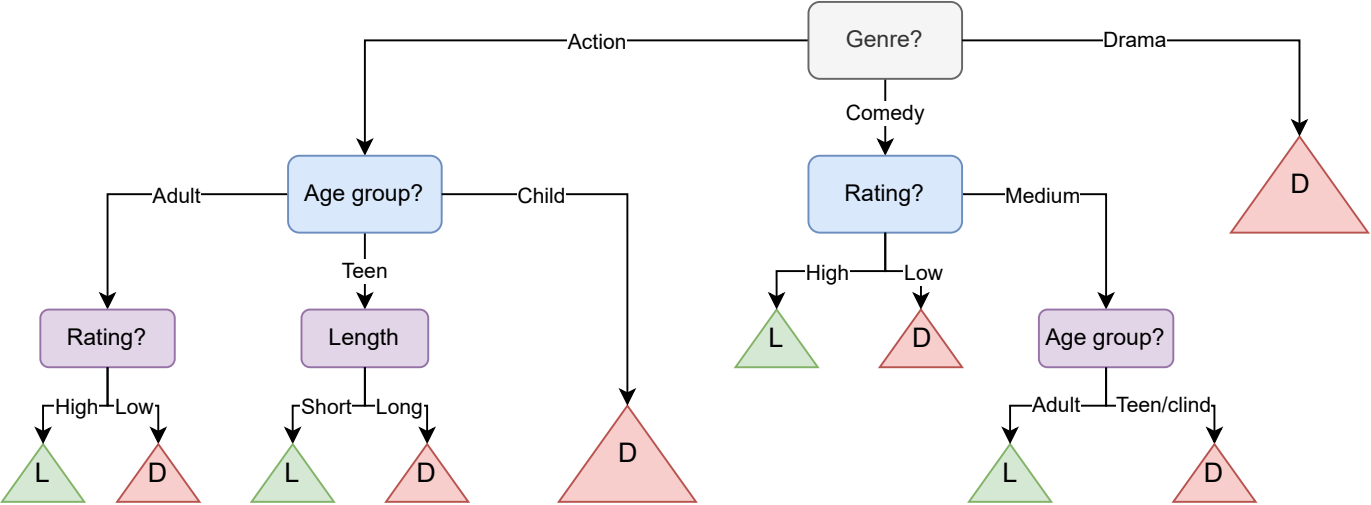 Genre?
Action
Drama
Comedy
Age group?
Rating?
D
Adult
Child
Medium
Teen
High
Low
Rating?
Length
L
D
Age group?
High
Low
Short
Long
Adult
Teen/clind
D
L
D
L
D
L
D